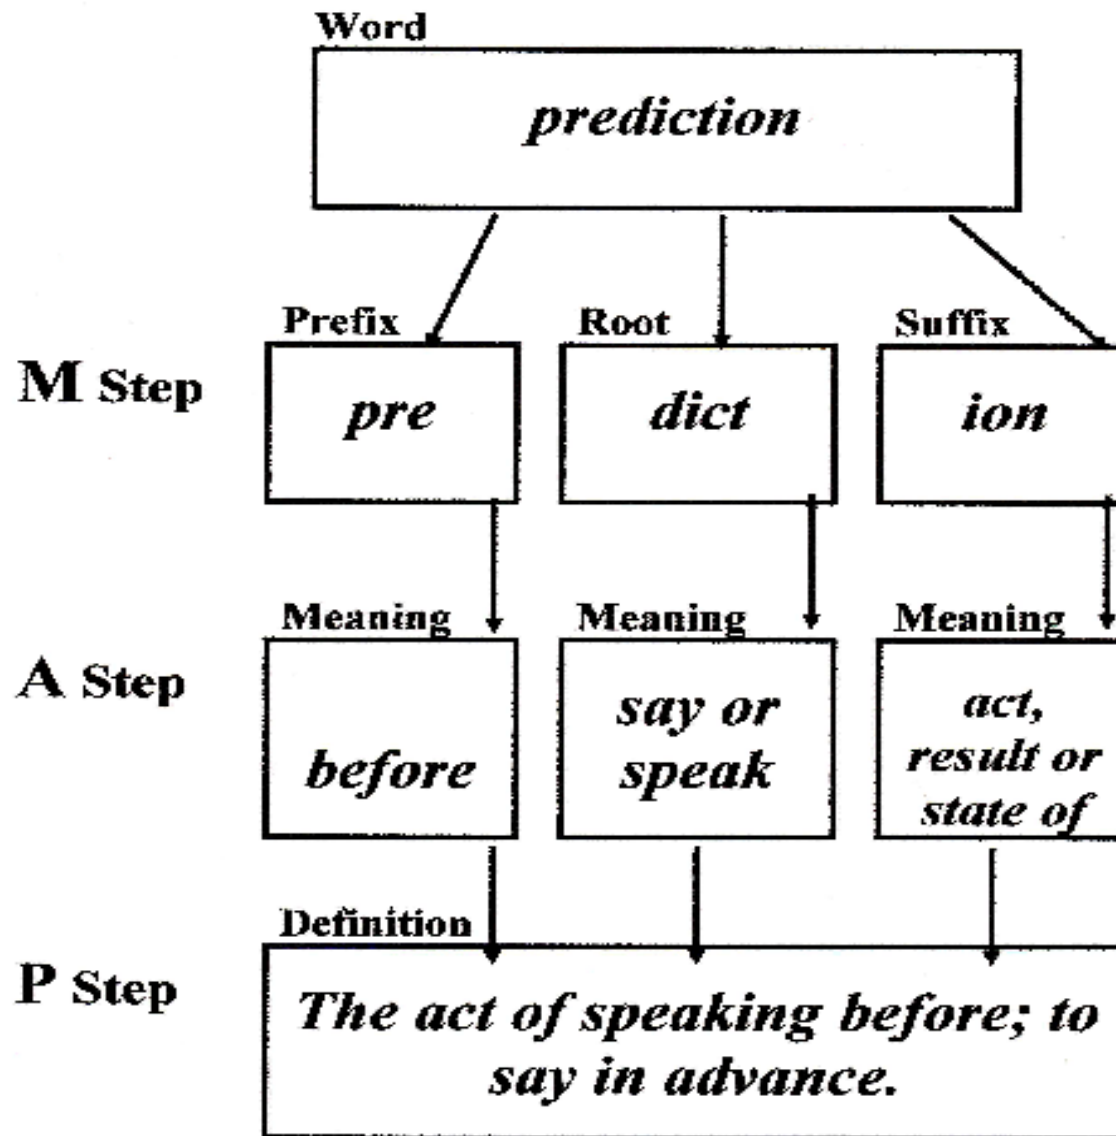 Word
prediction
Prefix Root Suffix
M Step
pre dict ion
Meaning Meaning Meaning
A Step
before
say or
speak
act,
result or
state of
Definition
P Step
The act of speaking before; to
say in advance.